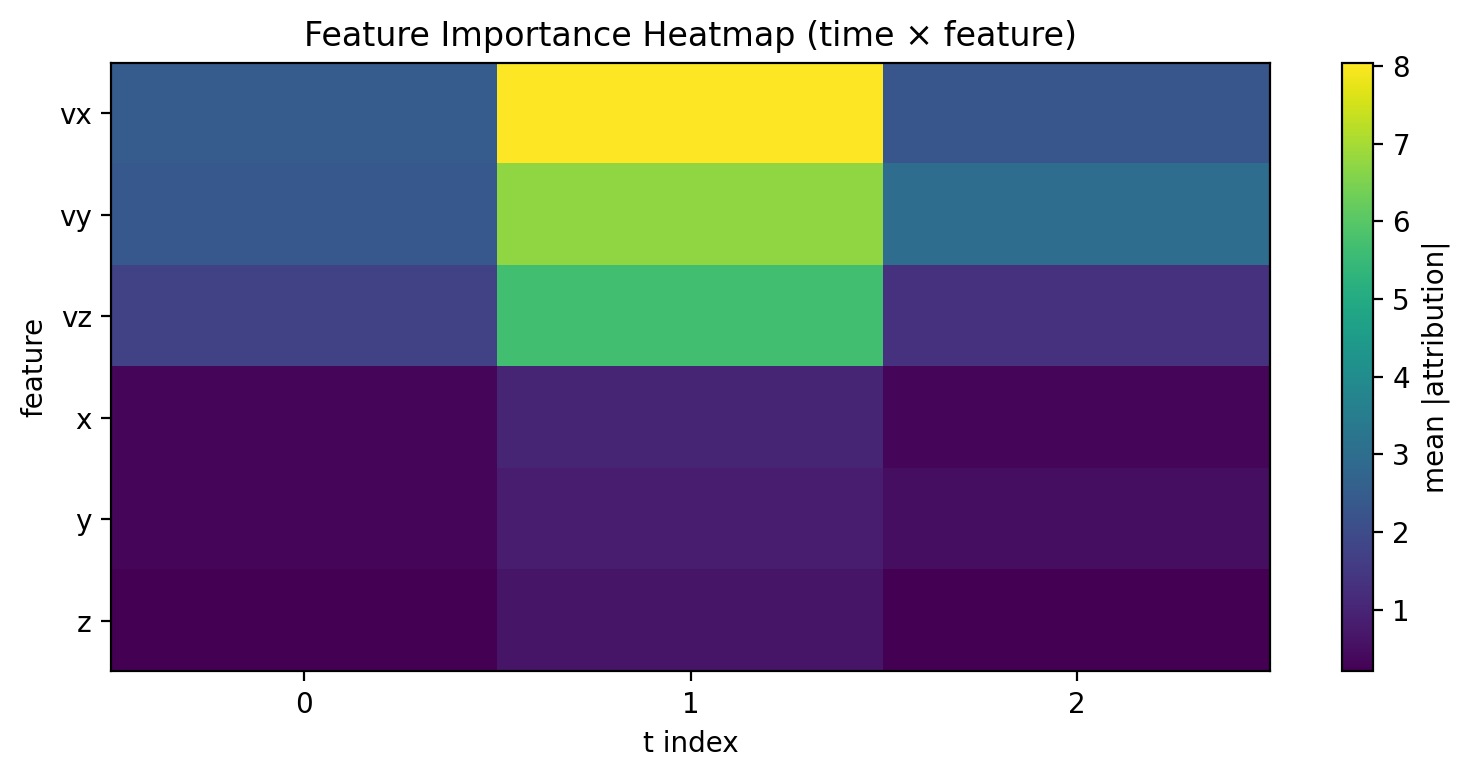 Feature Importance Heatmap (time × feature)
feature
vx
vy
vz
x
y
z
0
1
2
t index
8
7
6
5
4
3
2
1
mean |attribution|